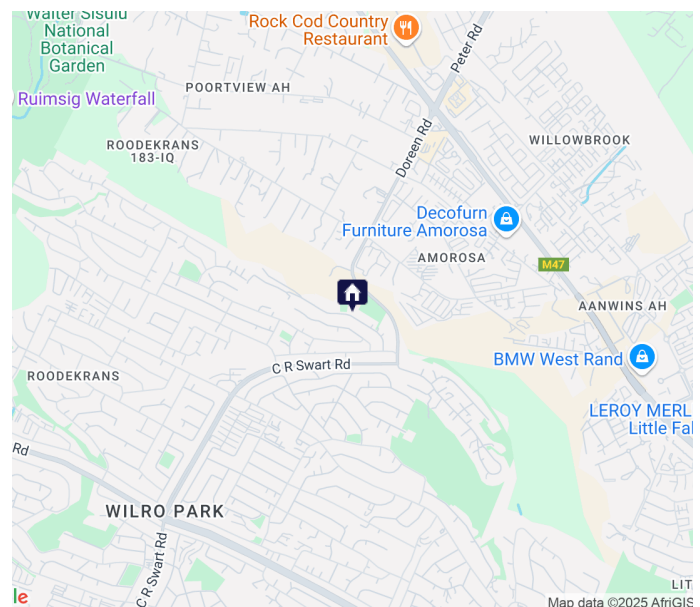 Walter Sisulu
National
Botanical
Garden
Rock Cod Country
Restaurant
Peter Rd
Ruimsig Waterfall
POORTVIEW AH
ROODEKRANS
183-IQ
Doreen Rd
WILLOWBROOK
Decofurn
Furniture Amorosa
AMOROSA
M47
AANWINS AH
BMW West Rand
C R Swart Rd
ROODEKRANS
LEROY MERL
Little Fal
Rd
WILRO PARK
C R Swart Rd
LIT
le
Map data ©2025 AfriGIS